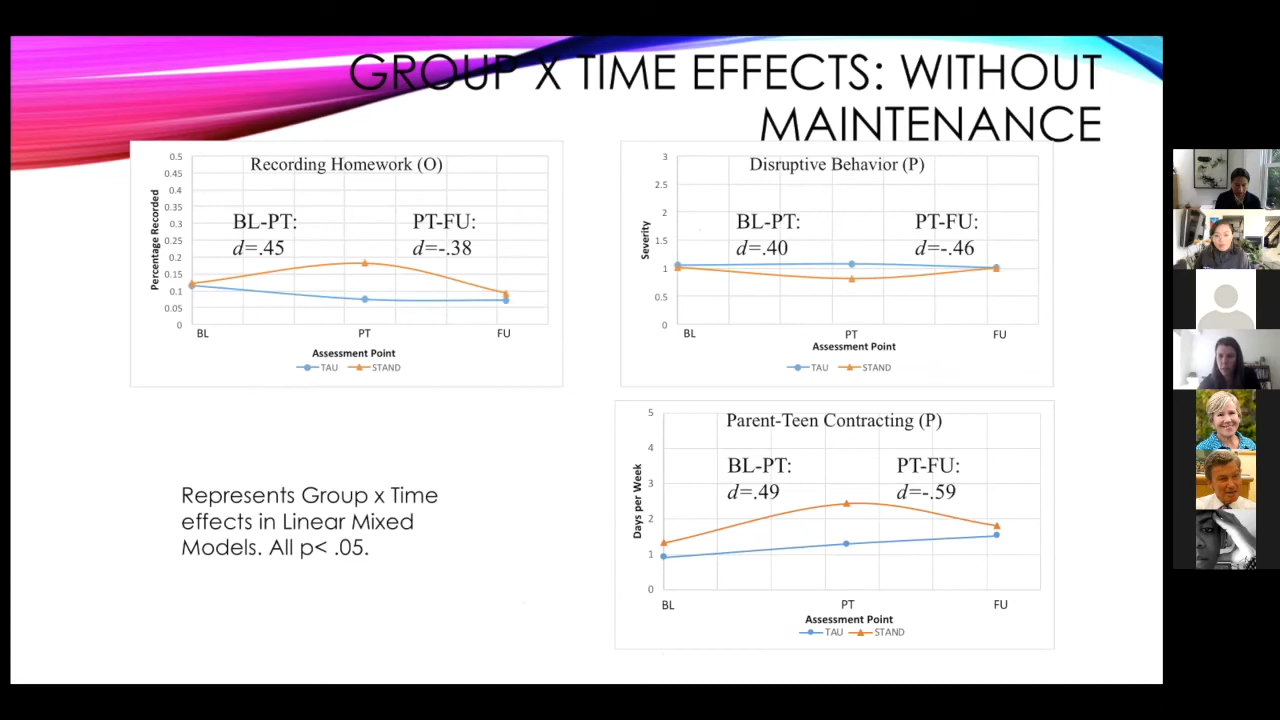 GROUP X TIME EFFECTS: WITHOUT
MAINTENANCE
Recording Homework (O)
BL-PT:
d=.45
PT-FU:
d=-.38
Percentage Recorded
0.5
0.45
0.4
0.35
0.3
0.25
0.2
0.15
0.1
0.05
0
BL
PT
FU
Assessment Point
TAU
STAND
Disruptive Behavior (P)
BL-PT:
d=.40
PT-FU:
d=-.46
Severity
3
2.5
2
1.5
1
0.5
0
BL
PT
FU
Assessment Point
TAU
STAND
Parent-Teen Contracting (P)
BL-PT:
d=.49
PT-FU:
d=-.59
Days per Week
5
4
3
2
1
0
BL
PT
FU
Assessment Point
TAU
STAND
Represents Group x Time
effects in Linear Mixed
Models. All p< .05.